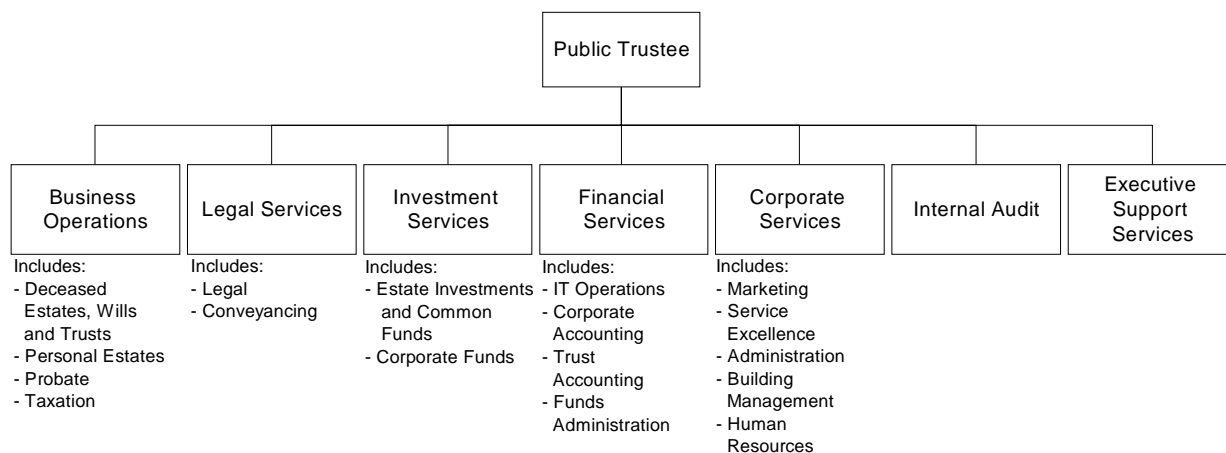 Public Trustee
Business
Operations
Legal Services
Investment
Services
Financial
Services
Corporate
Services
Internal Audit
Executive
Support
Services
Includes:
- Deceased
Estates, Wills
and Trusts
- Personal Estates
- Probate
- Taxation
Includes:
- Legal
- Conveyancing
Includes:
- Estate Investments
and Common
Funds
- Corporate Funds
Includes:
- IT Operations
- Corporate
Accounting
- Trust
Accounting
- Funds
Administration
Includes:
- Marketing
- Service
Excellence
- Administration
- Building
Management
- Human
Resources